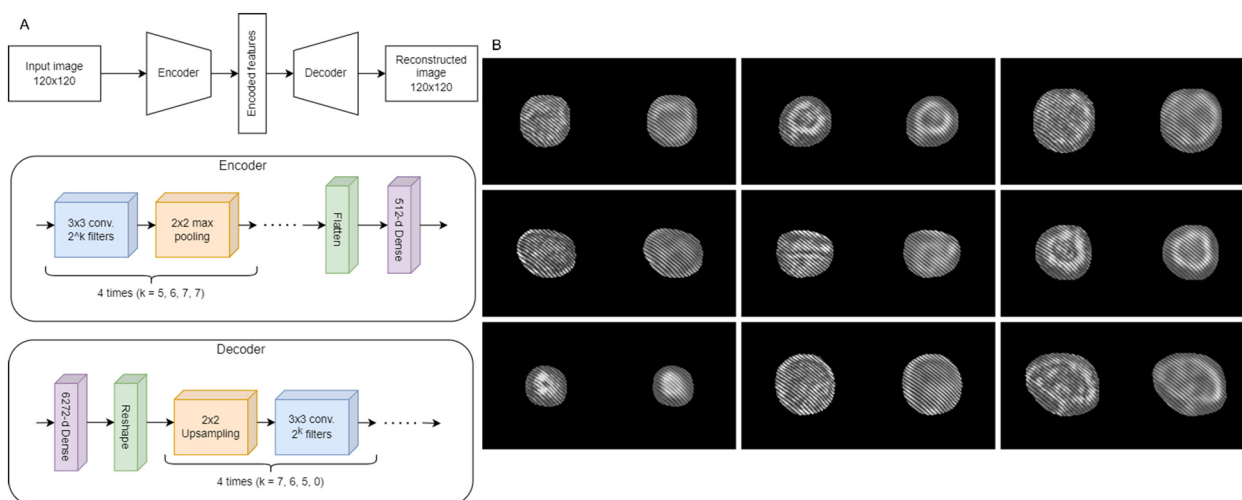 A
Input image
120x120
Encoder
Encoded features
Decoder
Reconstructed
image
120x120
Encoder
3x3 conv.
2^k filters
2x2 max
pooling
Flatten
512-d Dense
4 times (k = 5, 6, 7, 7)
Decoder
6272-d Dense
Reshape
2x2
Upsampling
3x3 conv.
2ᵏ filters
4 times (k = 7, 6, 5, 0)
B